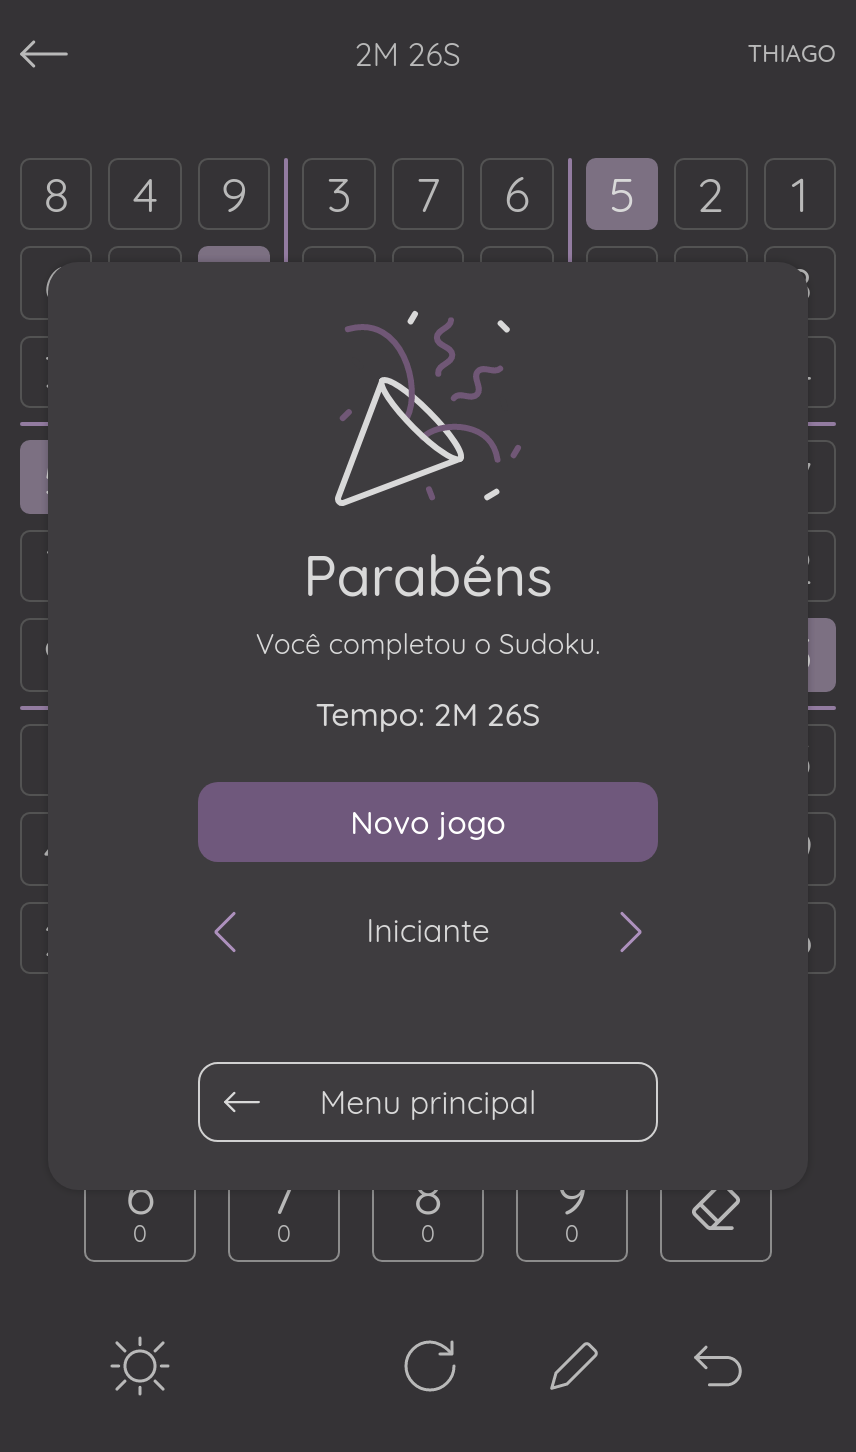 2M 26S THIAGO
8 4 9 3 7 6 5 2 1
Parabéns
Você completou o Sudoku.
Tempo: 2M 26S
Novo jogo
Iniciante
Menu principal
6 7 8 9
0 0 0 0